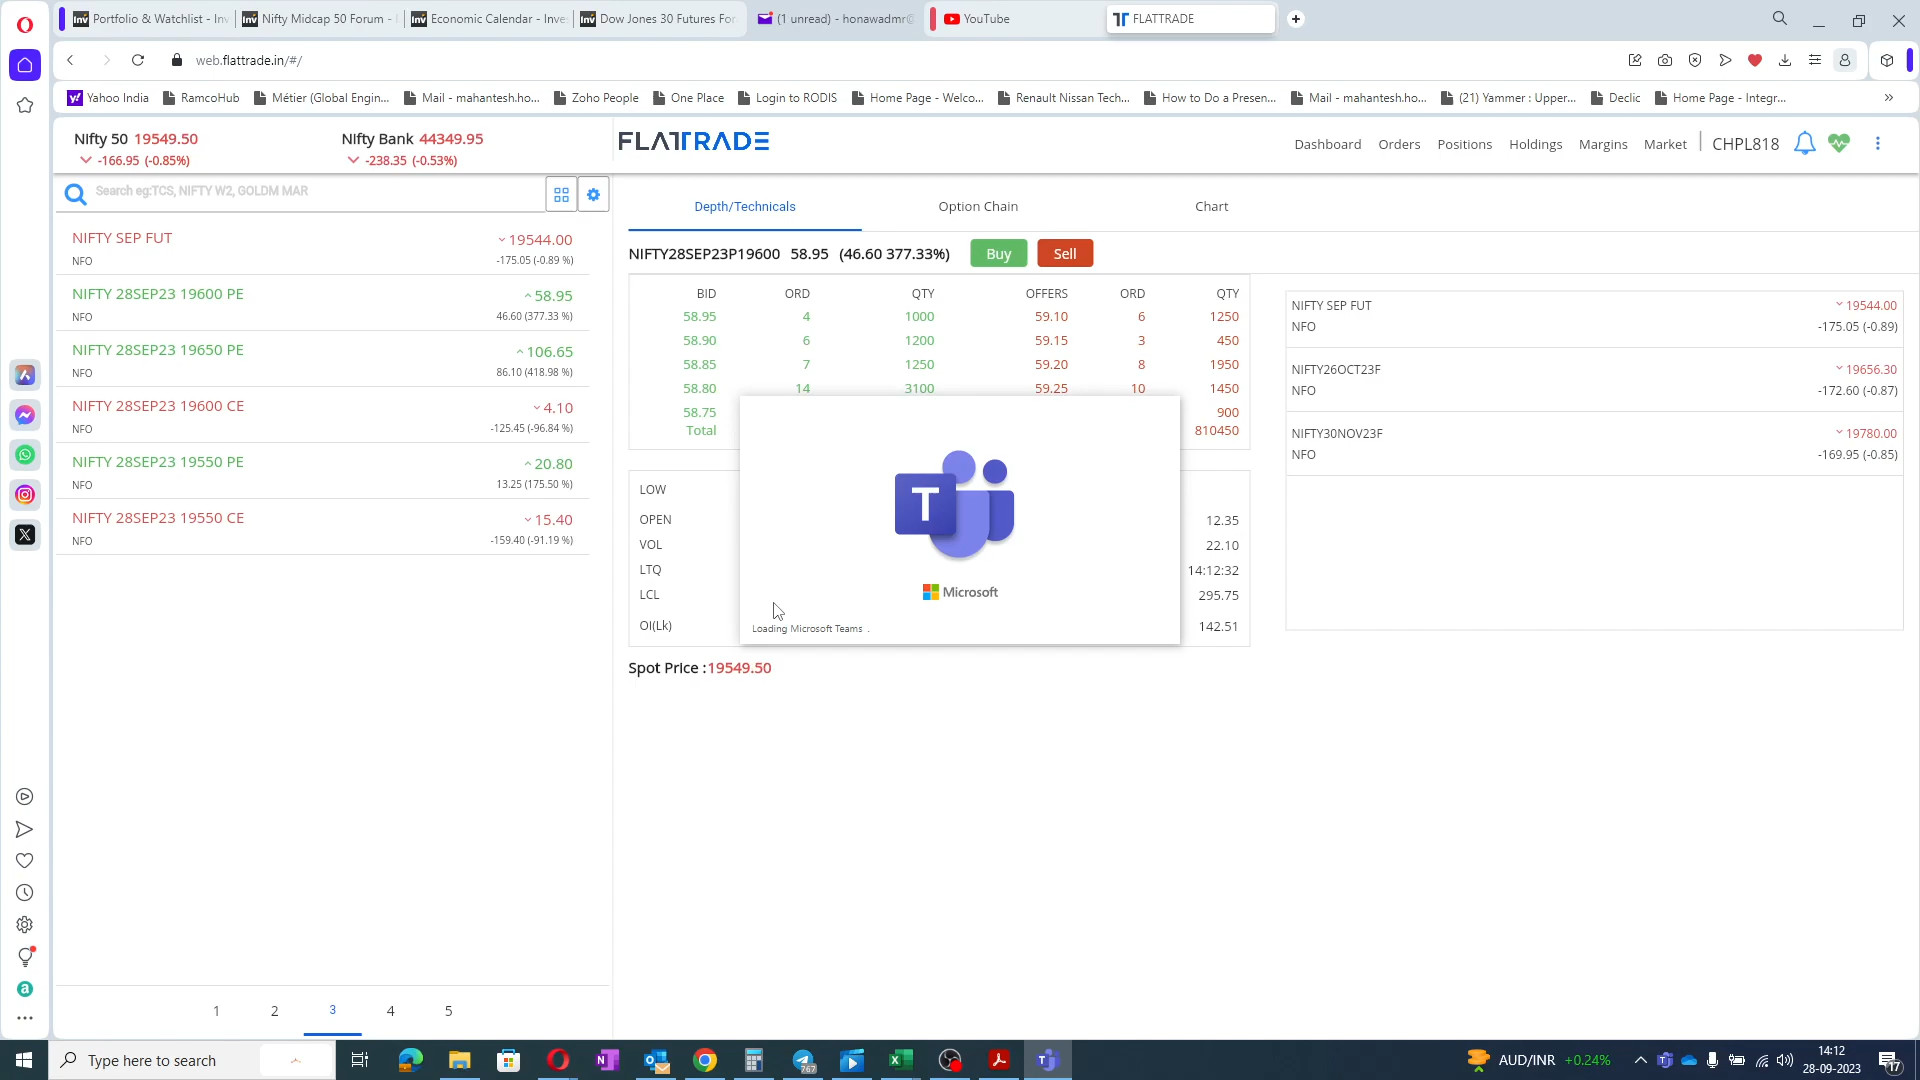 Portfolio & Watchlist - Inv
Nifty Midcap 50 Forum -
Economic Calendar - Inve
Dow Jones 30 Futures For
(1 unread) - honawadmr@
YouTube
FLATTRADE
web.flattrade.in/#/
Yahoo India
RamcoHub
Métier (Global Engin...
Mail - mahantesh.ho...
Zoho People
One Place
Login to RODIS
Home Page - Welco...
Renault Nissan Tech...
How to Do a Presen...
Mail - mahantesh.ho...
(21) Yammer : Upper...
Declic
Home Page - Integr...
Nifty 50 19549.50
-166.95 (-0.85%)
Nifty Bank 44349.95
-238.35 (-0.53%)
FLATTRADE
Dashboard Orders Positions Holdings Margins Market CHPL818
Search eg:TCS, NIFTY W2, GOLDM MAR
NIFTY SEP FUT 19544.00
NFO -175.05 (-0.89 %)
NIFTY 28SEP23 19600 PE 58.95
NFO 46.60 (377.33 %)
NIFTY 28SEP23 19650 PE 106.65
NFO 86.10 (418.98 %)
NIFTY 28SEP23 19600 CE 4.10
NFO -125.45 (-96.84 %)
NIFTY 28SEP23 19550 PE 20.80
NFO 13.25 (175.50 %)
NIFTY 28SEP23 19550 CE 15.40
NFO -159.40 (-91.19 %)
1 2 3 4 5
Depth/Technicals Option Chain Chart
NIFTY28SEP23P19600 58.95 (46.60 377.33%) Buy Sell
BID ORD QTY OFFERS ORD QTY
58.95 4 1000 59.10 6 1250
58.90 6 1200 59.15 3 450
58.85 7 1250 59.20 8 1950
58.80 14 3100 59.25 10 1450
58.75 900
Total 810450
LOW
OPEN 12.35
VOL 22.10
LTQ 14:12:32
LCL 295.75
OI(Lk) 142.51
T
Microsoft
Loading Microsoft Teams .
Spot Price :19549.50
NIFTY SEP FUT 19544.00
NFO -175.05 (-0.89)
NIFTY26OCT23F 19656.30
NFO -172.60 (-0.87)
NIFTY30NOV23F 19780.00
NFO -169.95 (-0.85)
Type here to search
767
AUD/INR +0.24%
14:12
28-09-2023
17